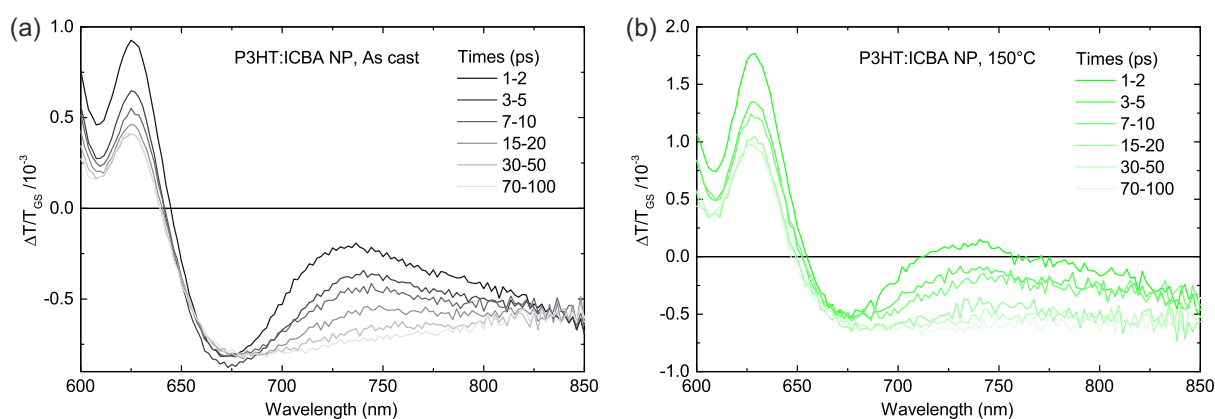 (a)
P3HT:ICBA NP, As cast
Times (ps)
1-2
3-5
7-10
15-20
30-50
70-100
1.0
0.5
0.0
-0.5
ΔT/T_GS /10⁻³
600 650 700 750 800 850
Wavelength (nm)
(b)
P3HT:ICBA NP, 150°C
Times (ps)
1-2
3-5
7-10
15-20
30-50
70-100
2.0
1.5
1.0
0.5
0.0
-0.5
-1.0
ΔT/T_GS /10⁻³
600 650 700 750 800 850
Wavelength (nm)